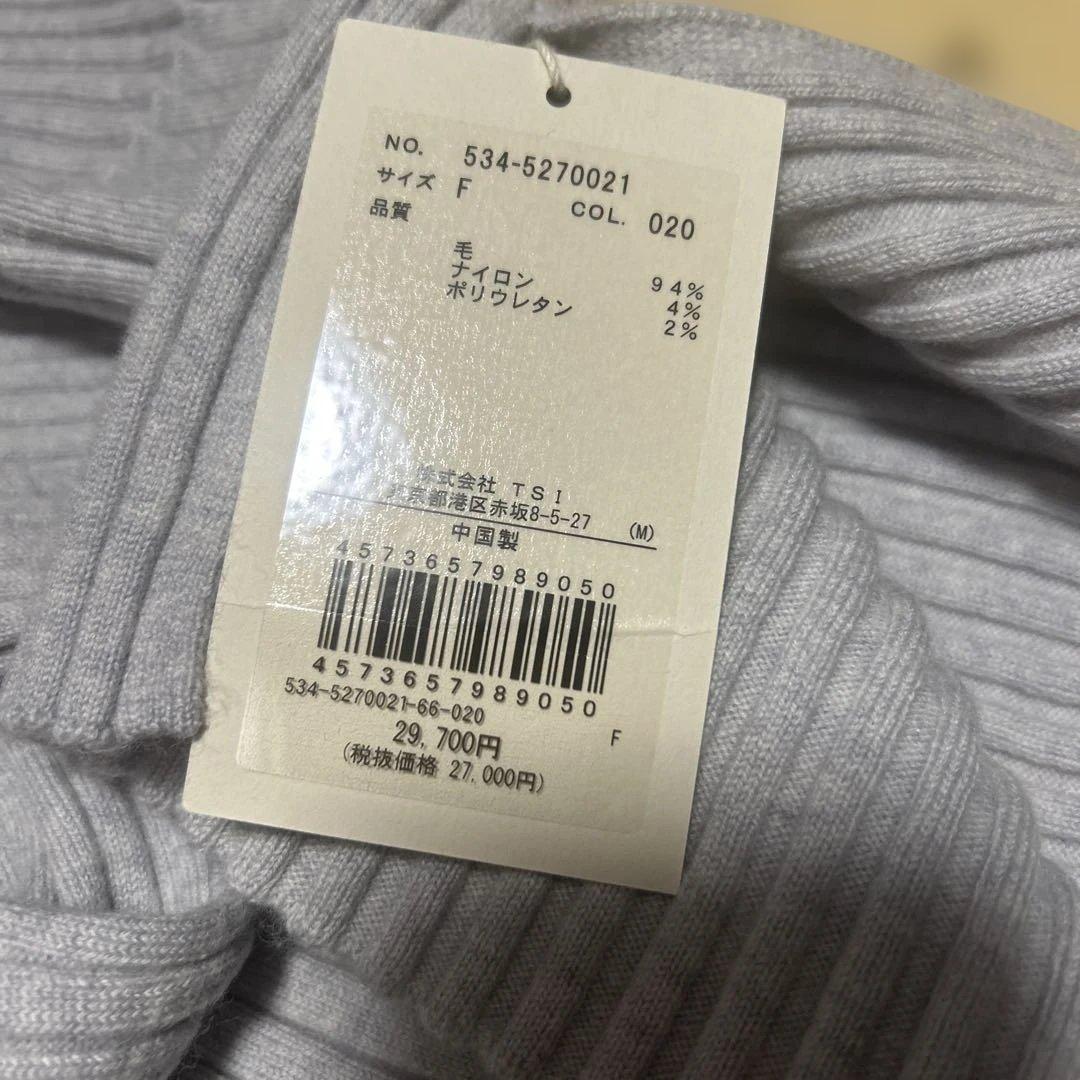 NO. 534-5270021
サイズ F COL. 020
品質
毛 94%
ナイロン 4%
ポリウレタン 2%
株式会社 TSI
東京都港区赤坂8-5-27 (M)
中国製
4573657989050
4573657989050
534-5270021-66-020
29,700円 F
(税抜価格 27,000円)